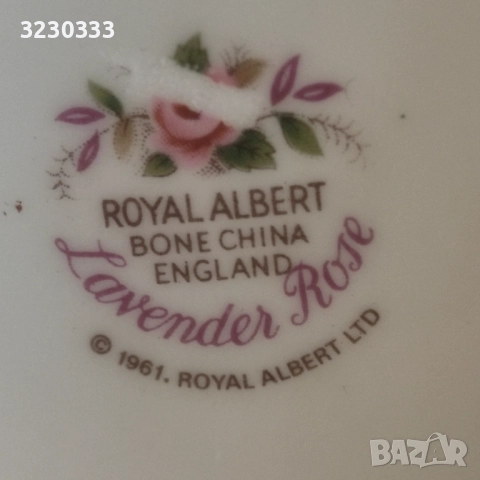 3230333
ROYAL ALBERT
BONE CHINA
ENGLAND
Lavender Rose
© 1961. ROYAL ALBERT LTD
BAZAR